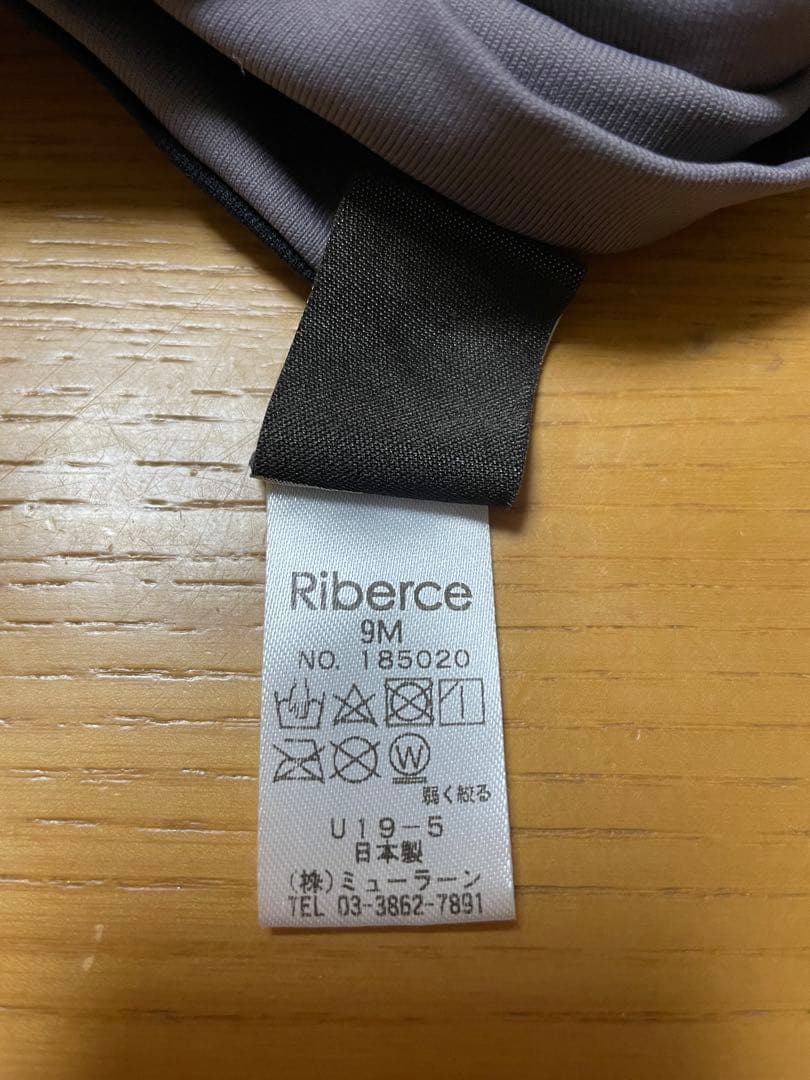 Riberce
9M
NO. 185020
W
弱く絞る
U19-5
日本製
(株)ミューラーン
TEL 03-3862-7891